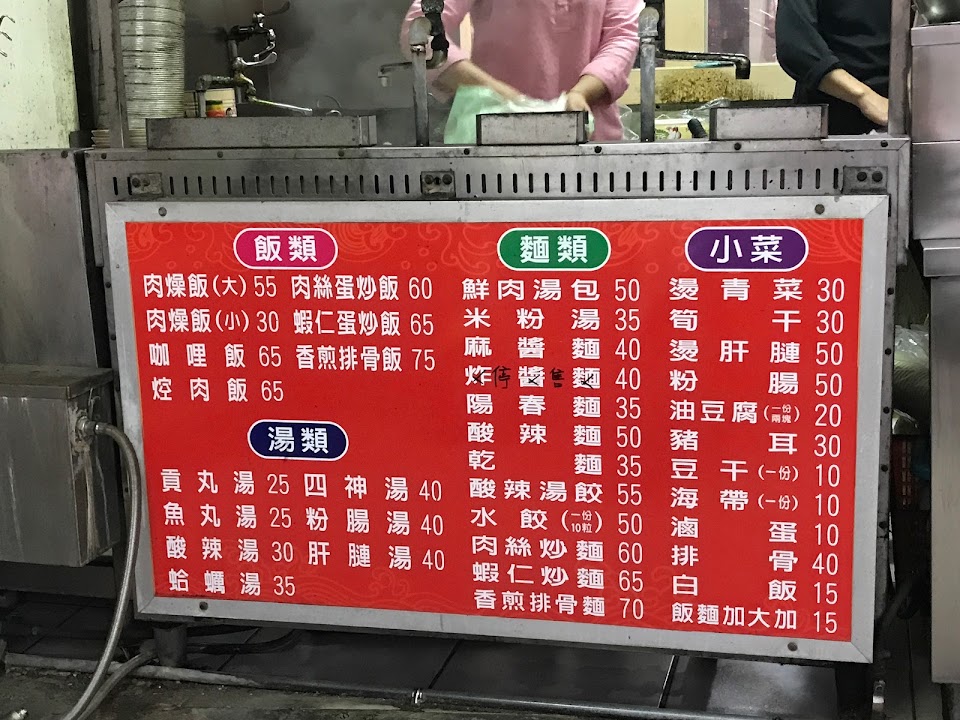 飯類
肉燥飯(大) 55 肉絲蛋炒飯 60
肉燥飯(小) 30 蝦仁蛋炒飯 65
咖哩飯 65 香煎排骨飯 75
焢肉飯 65
湯類
貢丸湯 25 四神湯 40
魚丸湯 25 粉腸湯 40
酸辣湯 30 肝腱湯 40
蛤蠣湯 35
麵類
鮮肉湯包 50
米粉湯 35
麻醬麵 40
炸醬麵 40
停售
陽春麵 35
酸辣麵 50
乾麵 35
酸辣湯餃 55
水餃(一份10粒) 50
肉絲炒麵 60
蝦仁炒麵 65
香煎排骨麵 70
小菜
燙青菜 30
筍干 30
燙肝腱 50
粉腸 50
油豆腐(一份兩塊) 20
豬耳 30
豆干(一份) 10
海帶(一份) 10
滷蛋 10
排骨 40
白飯 15
飯麵加大加 15